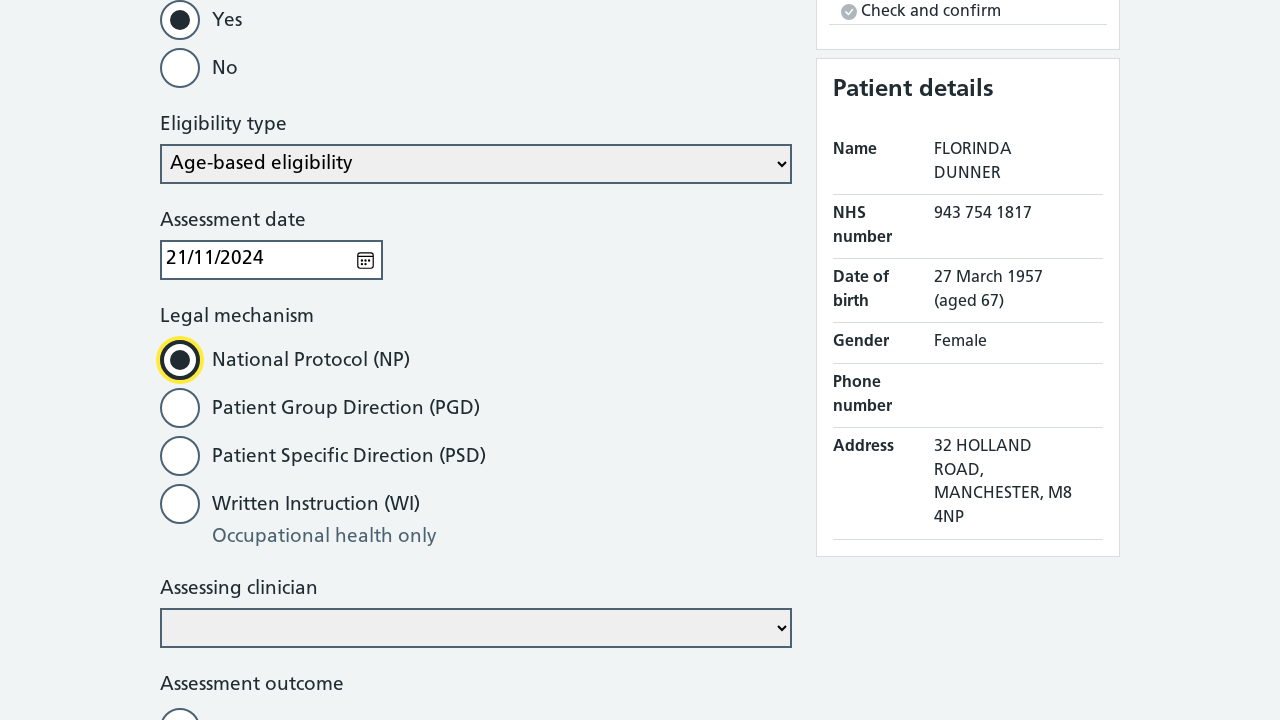 Yes
No
Eligibility type
Age-based eligibility
Assessment date
21/11/2024
Legal mechanism
National Protocol (NP)
Patient Group Direction (PGD)
Patient Specific Direction (PSD)
Written Instruction (WI)
Occupational health only
Assessing clinician
Assessment outcome
Check and confirm
Patient details
Name FLORINDA
DUNNER
NHS 943 754 1817
number
Date of 27 March 1957
birth (aged 67)
Gender Female
Phone
number
Address 32 HOLLAND
ROAD,
MANCHESTER, M8
4NP